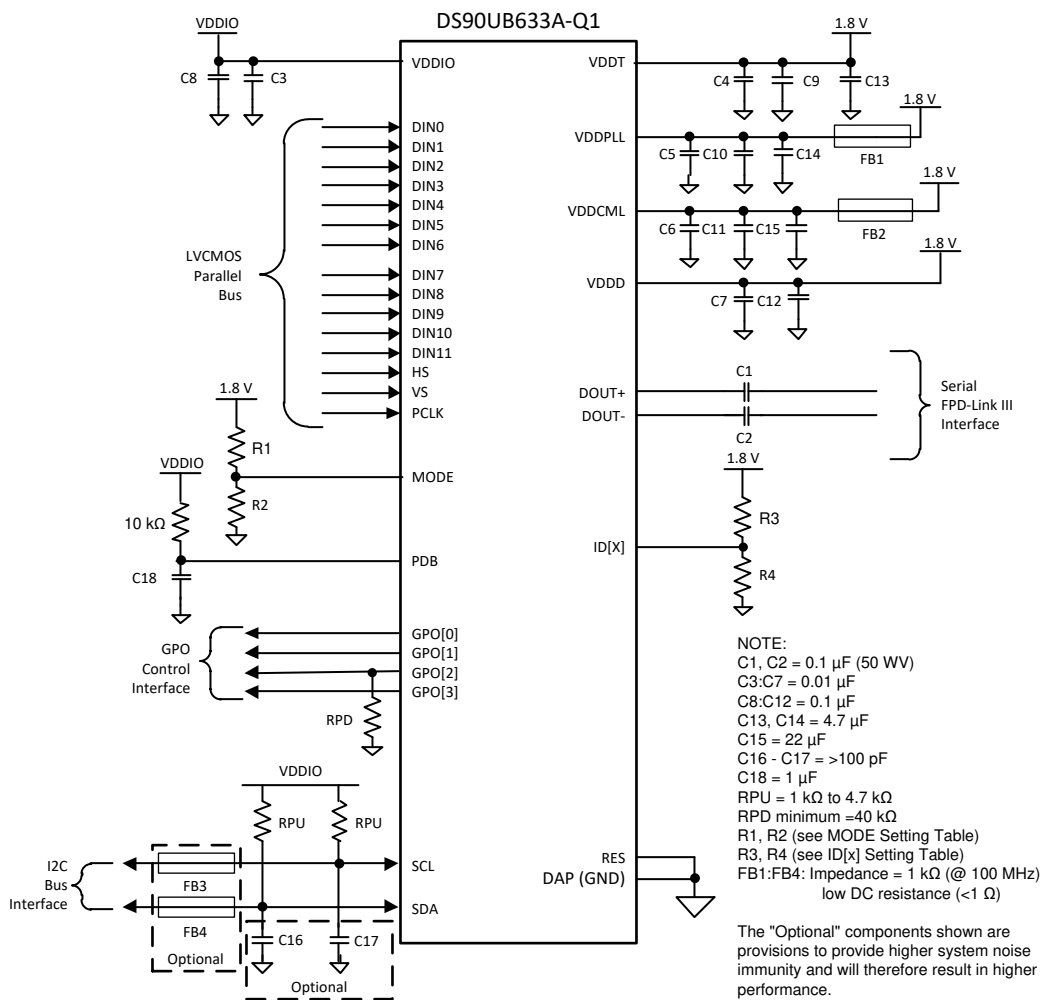 DS90UB633A-Q1
VDDIO
C8
C3
VDDIO
DIN0
DIN1
DIN2
DIN3
DIN4
DIN5
DIN6
DIN7
DIN8
DIN9
DIN10
DIN11
HS
VS
PCLK
LVCMOS
Parallel
Bus
1.8 V
R1
R2
MODE
VDDIO
10 kΩ
C18
PDB
GPO[0]
GPO[1]
GPO[2]
GPO[3]
GPO
Control
Interface
RPD
VDDIO
RPU
RPU
I2C
Bus
Interface
FB3
FB4
Optional
SCL
SDA
C16
C17
Optional
1.8 V
VDDT
C4
C9
C13
1.8 V
VDDPLL
C5
C10
C14
FB1
1.8 V
VDDCML
C6
C11
C15
FB2
1.8 V
VDDD
C7
C12
C1
DOUT+
DOUT-
C2
Serial
FPD-Link III
Interface
1.8 V
R3
ID[X]
R4
RES
DAP (GND)
NOTE:
C1, C2 = 0.1 µF (50 WV)
C3:C7 = 0.01 µF
C8:C12 = 0.1 µF
C13, C14 = 4.7 µF
C15 = 22 µF
C16 - C17 = >100 pF
C18 = 1 µF
RPU = 1 kΩ to 4.7 kΩ
RPD minimum =40 kΩ
R1, R2 (see MODE Setting Table)
R3, R4 (see ID[x] Setting Table)
FB1:FB4: Impedance = 1 kΩ (@ 100 MHz)
low DC resistance (<1 Ω)
The "Optional" components shown are
provisions to provide higher system noise
immunity and will therefore result in higher
performance.